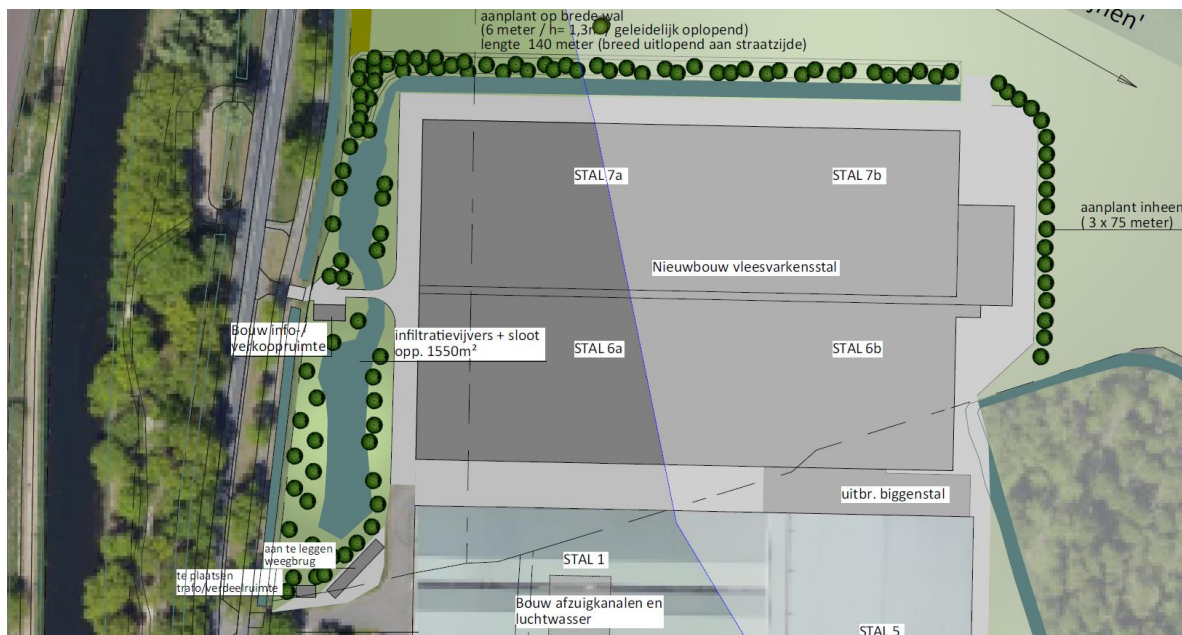 aanplant op brede wal
(6 meter / h= 1,3m / geleidelijk oplopend)
lengte 140 meter (breed uitlopend aan straatzijde)
jnen'
STAL 7a
STAL 7b
aanplant inheem
( 3 x 75 meter)
Nieuwbouw vleesvarkensstal
Bouw info-/
verkoopruimte
infiltratievijvers + sloot
opp. 1550m²
STAL 6a
STAL 6b
uitbr. biggenstal
aan te leggen
weegbrug
te plaatsen
trafo/verdeelruimte
STAL 1
Bouw afzuigkanalen en
luchtwasser
STAL 5